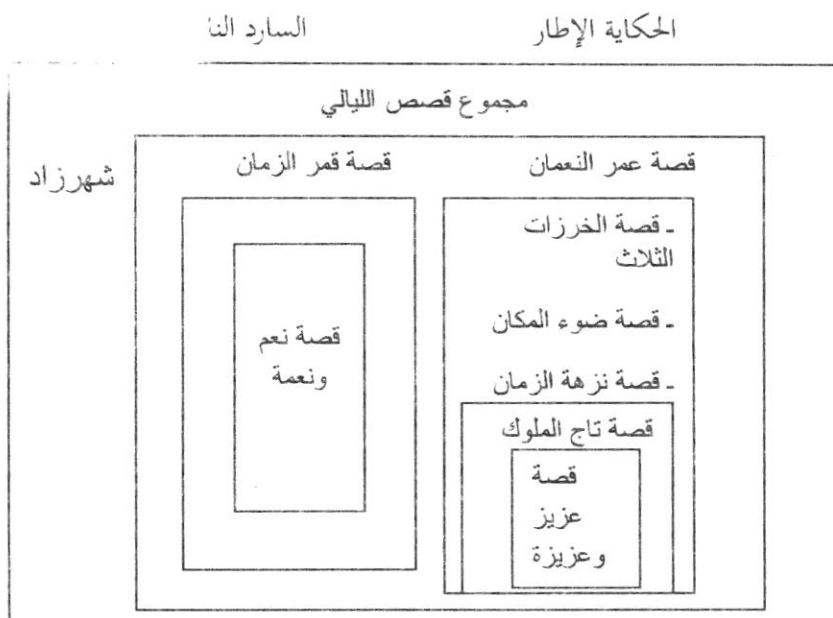 الحكاية الإطار
السارد
مجموع قصص الليالي
شهرزاد
قصة عمر النعمان
ـ قصة الخرزات
الثلاث
ـ قصة ضوء المكان
ـ قصة نزهة الزمان
قصة تاج الملوك
قصة
عزيز
وعزيزة
قصة قمر الزمان
قصة نعم
ونعمة